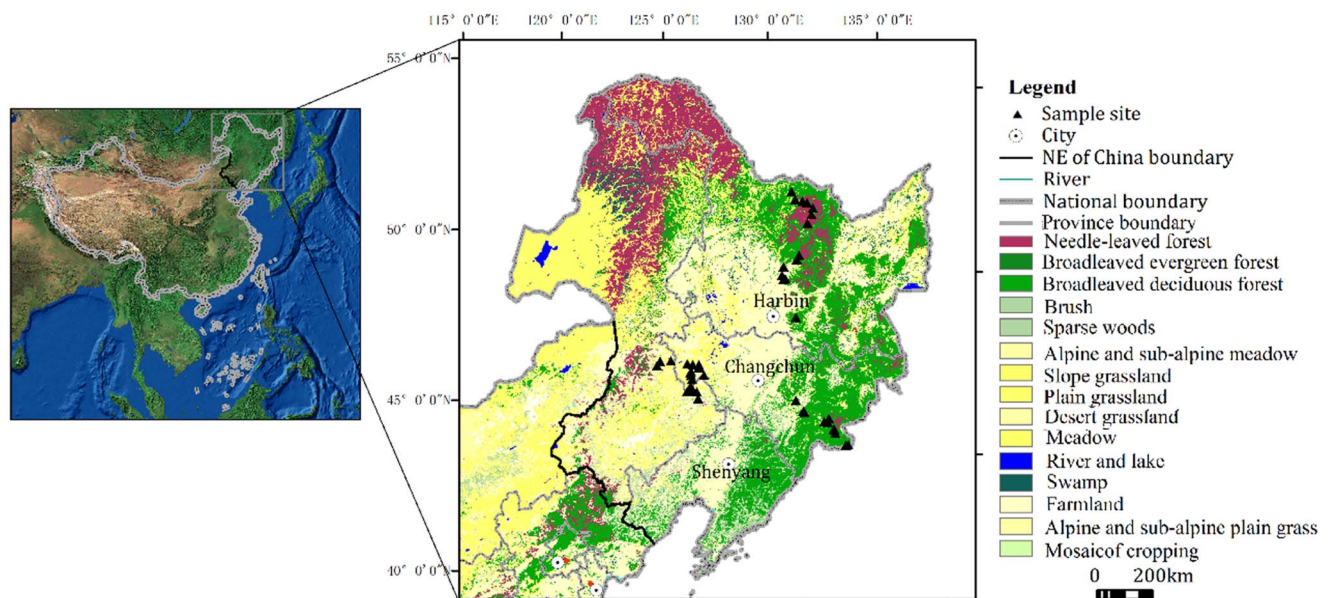 115° 0′0″E 120° 0′0″E 125° 0′0″E 130° 0′0″E 135° 0′0″E
55° 0′0″N
50° 0′0″N
45° 0′0″N
40° 0′0″N
Harbin
Changchun
Shenyang
Legend
Sample site
City
NE of China boundary
River
National boundary
Province boundary
Needle-leaved forest
Broadleaved evergreen forest
Broadleaved deciduous forest
Brush
Sparse woods
Alpine and sub-alpine meadow
Slope grassland
Plain grassland
Desert grassland
Meadow
River and lake
Swamp
Farmland
Alpine and sub-alpine plain grass
Mosaicof cropping
0 200km